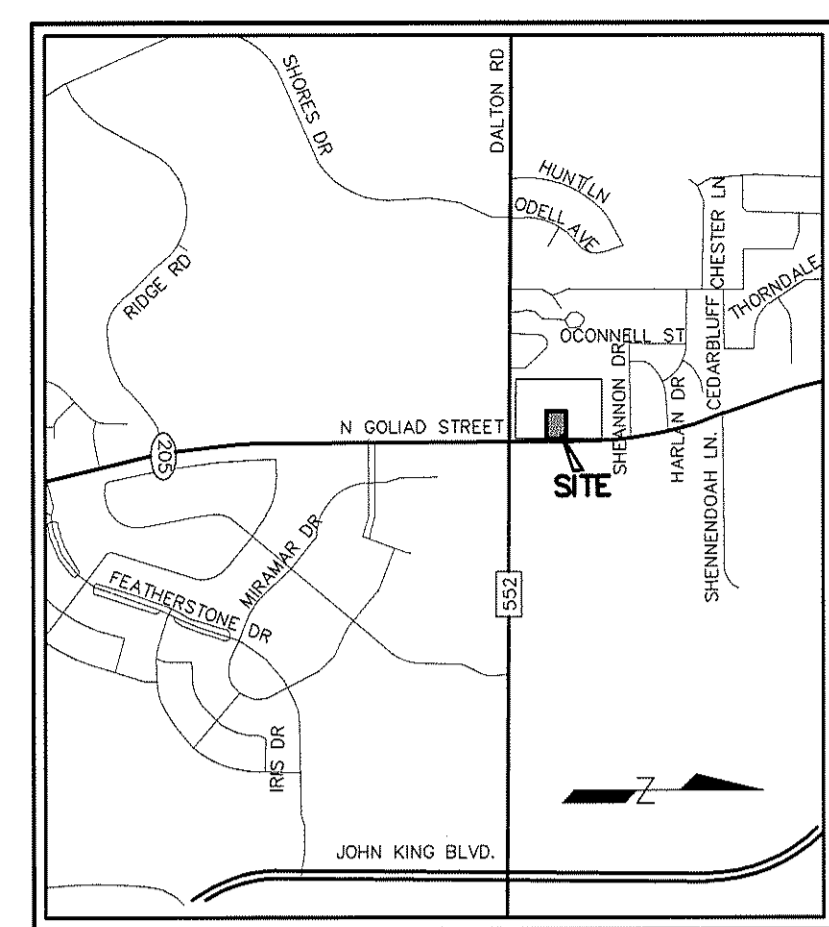 SHORES DR
DALTON RD
HUNT LN
ODELL AVE
CHESTER LN
RIDGE RD
THORNDALE
OCONNELL ST
CEDARBLUFF
SHEANNON DR
HARLAN DR
N GOLIAD STREET
205
SITE
SHENNENDOAH LN.
MIRAMAR DR
552
FEATHERSTONE DR
IRIS DR
Z
JOHN KING BLVD.